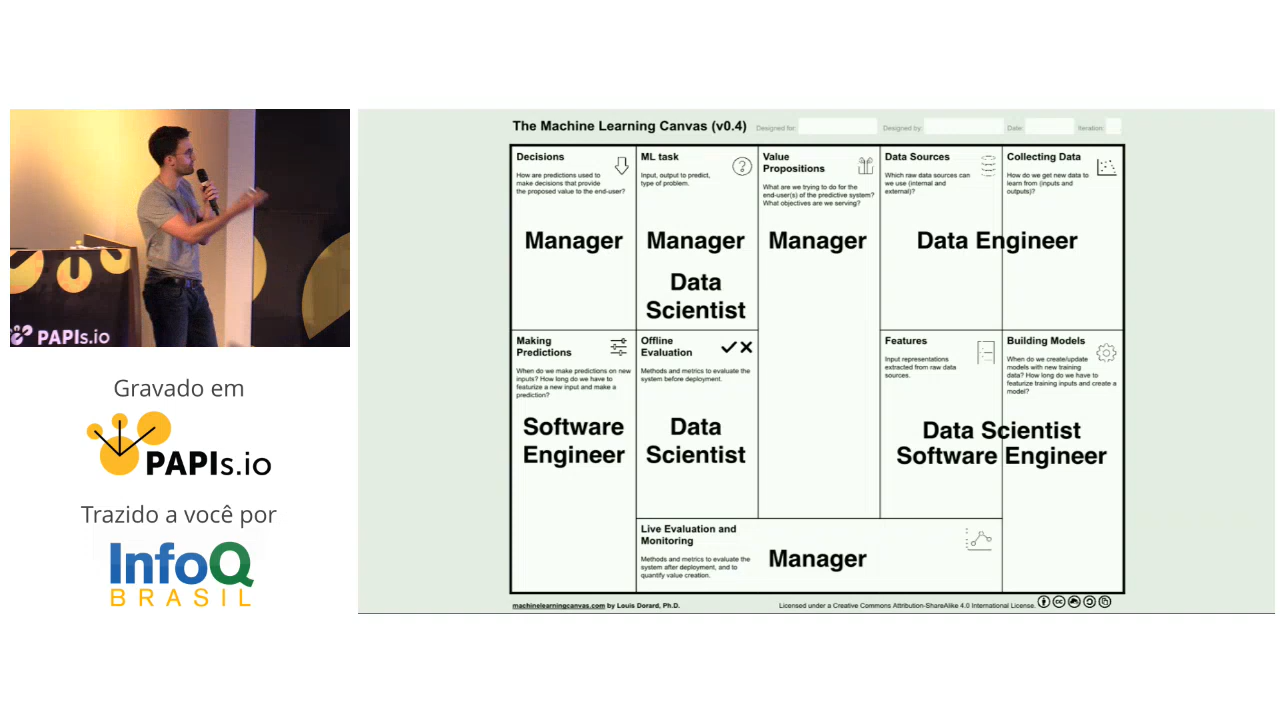 PAPIs.io
Gravado em
PAPIs.io
Trazido a você por
InfoQ
BRASIL
The Machine Learning Canvas (v0.4)
Designed for:
Designed by:
Date:
Iteration:
Decisions
How are predictions used to
make decisions that provide
the proposed value to the end-user?
Manager
ML task
Input, output to predict,
type of problem.
Manager
Data
Scientist
Value
Propositions
What are we trying to do for the
end-user(s) of the predictive system?
What objectives are we serving?
Manager
Data Sources
Which raw data sources can
we use (internal and
external)?
Collecting Data
How do we get new data to
learn from (inputs and
outputs)?
Data Engineer
Making
Predictions
When do we make predictions on new
inputs? How long do we have to
featurize a new input and make a
prediction?
Software
Engineer
Offline
Evaluation
Methods and metrics to evaluate the
system before deployment.
Data
Scientist
Features
Input representations
extracted from raw data
sources.
Building Models
When do we create/update
models with new training
data? How long do we have to
featurize training inputs and create a
model?
Data Scientist
Software Engineer
Live Evaluation and
Monitoring
Methods and metrics to evaluate the
system after deployment, and to
quantify value creation.
Manager
machinelearningcanvas.com by Louis Dorard, Ph.D.
Licensed under a Creative Commons Attribution-ShareAlike 4.0 International License.